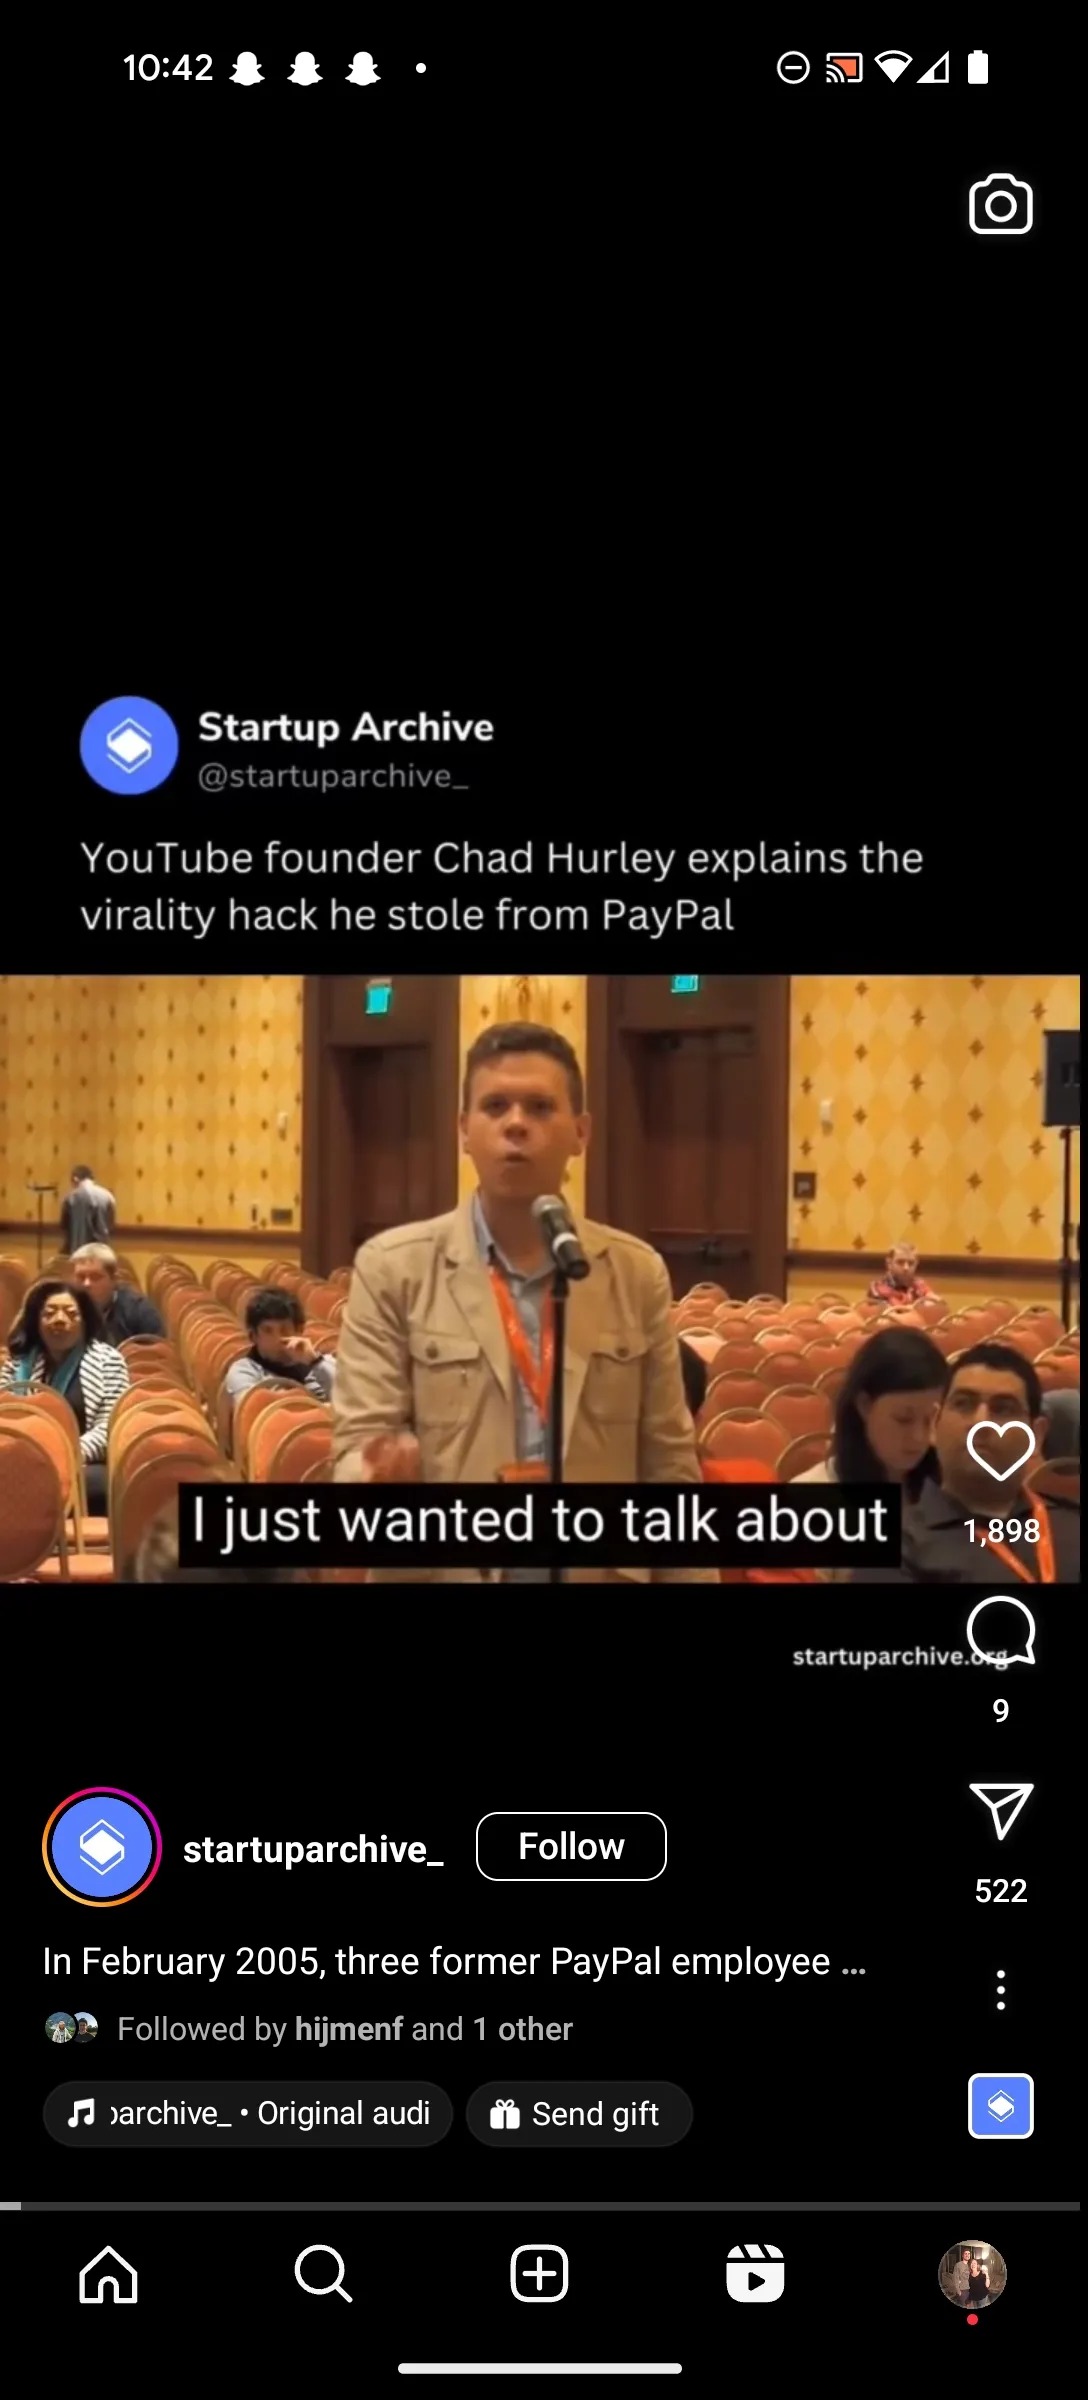 10:42
Startup Archive
@startuparchive_
YouTube founder Chad Hurley explains the
virality hack he stole from PayPal
I just wanted to talk about
1,898
startuparchive.org
9
startuparchive_
Follow
522
In February 2005, three former PayPal employee ...
Followed by hijmenf and 1 other
parchive_ • Original audi
Send gift